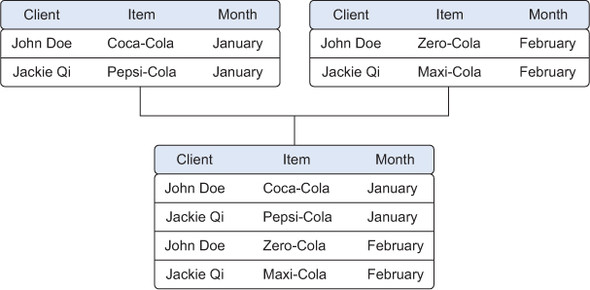 Client Item Month
John Doe Coca-Cola January
Jackie Qi Pepsi-Cola January
Client Item Month
John Doe Zero-Cola February
Jackie Qi Maxi-Cola February
Client Item Month
John Doe Coca-Cola January
Jackie Qi Pepsi-Cola January
John Doe Zero-Cola February
Jackie Qi Maxi-Cola February